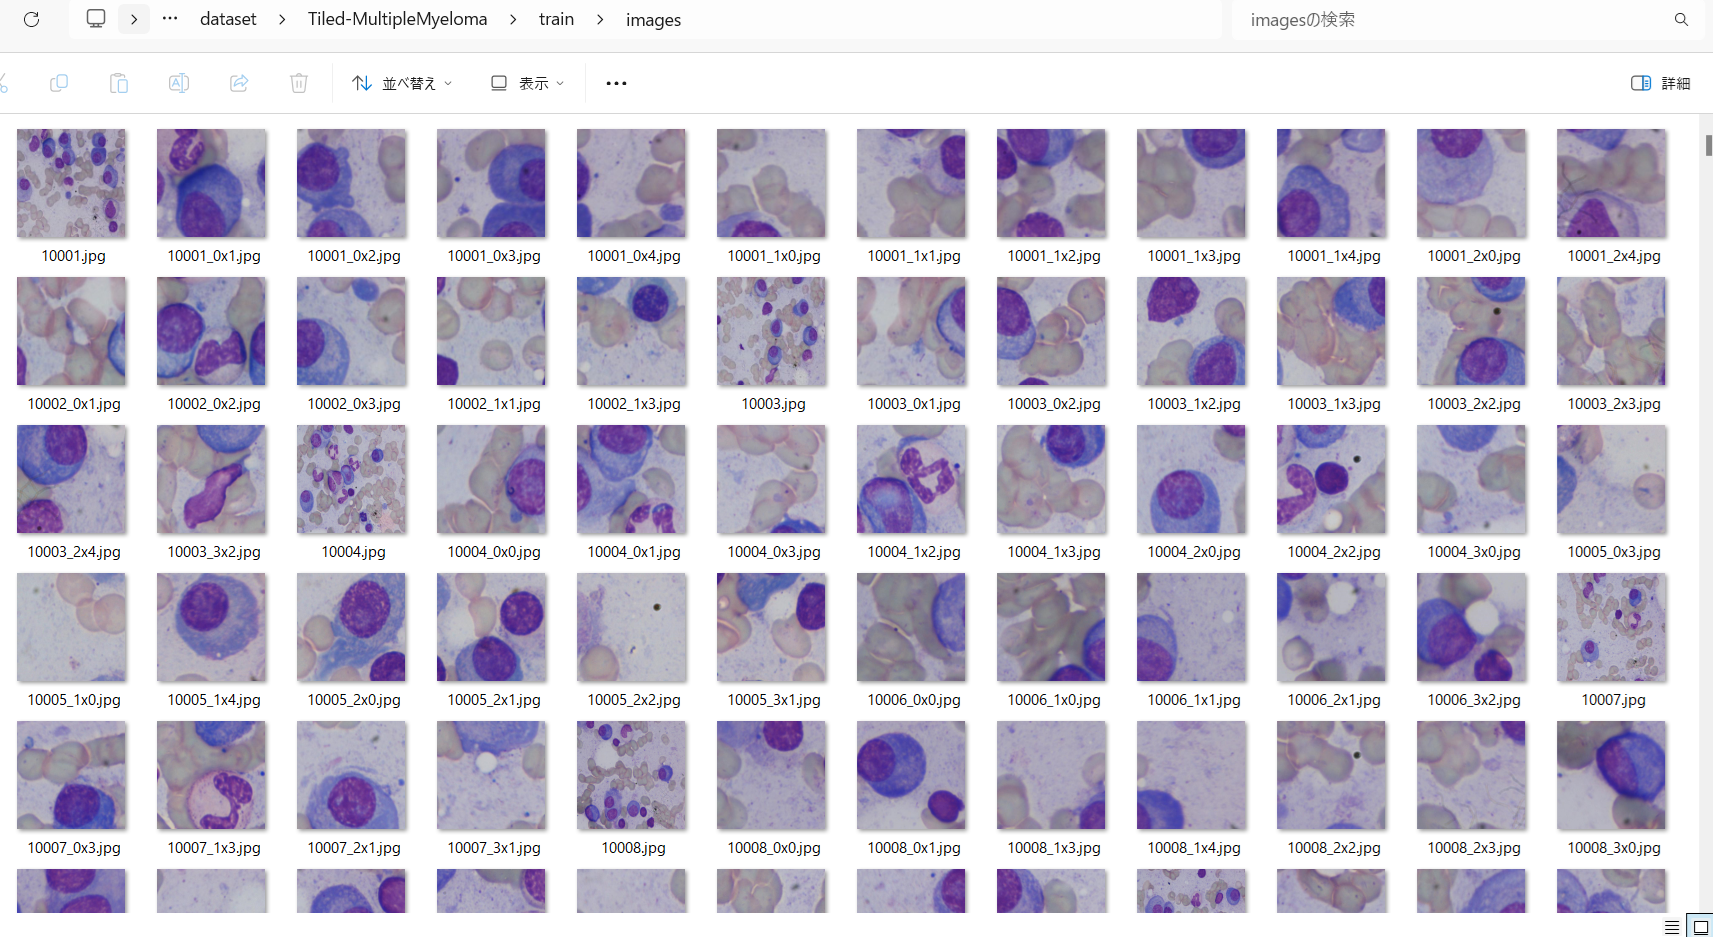 dataset > Tiled-MultipleMyeloma > train > images
imagesの検索
並べ替え 表示 詳細
10001.jpg 10001_0x1.jpg 10001_0x2.jpg 10001_0x3.jpg 10001_0x4.jpg 10001_1x0.jpg 10001_1x1.jpg 10001_1x2.jpg 10001_1x3.jpg 10001_1x4.jpg 10001_2x0.jpg 10001_2x4.jpg
10002_0x1.jpg 10002_0x2.jpg 10002_0x3.jpg 10002_1x1.jpg 10002_1x3.jpg 10003.jpg 10003_0x1.jpg 10003_0x2.jpg 10003_1x2.jpg 10003_1x3.jpg 10003_2x2.jpg 10003_2x3.jpg
10003_2x4.jpg 10003_3x2.jpg 10004.jpg 10004_0x0.jpg 10004_0x1.jpg 10004_0x3.jpg 10004_1x2.jpg 10004_1x3.jpg 10004_2x0.jpg 10004_2x2.jpg 10004_3x0.jpg 10005_0x3.jpg
10005_1x0.jpg 10005_1x4.jpg 10005_2x0.jpg 10005_2x1.jpg 10005_2x2.jpg 10005_3x1.jpg 10006_0x0.jpg 10006_1x0.jpg 10006_1x1.jpg 10006_2x1.jpg 10006_3x2.jpg 10007.jpg
10007_0x3.jpg 10007_1x3.jpg 10007_2x1.jpg 10007_3x1.jpg 10008.jpg 10008_0x0.jpg 10008_0x1.jpg 10008_1x3.jpg 10008_1x4.jpg 10008_2x2.jpg 10008_2x3.jpg 10008_3x0.jpg